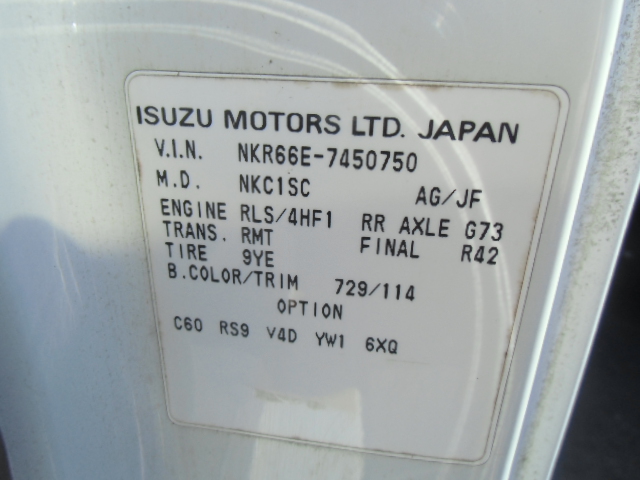 ISUZU MOTORS LTD. JAPAN
V.I.N. NKR66E-7450750
M.D. NKC1SC AG/JF
ENGINE RLS/4HF1 RR AXLE G73
TRANS. RMT FINAL R42
TIRE 9YE
B.COLOR/TRIM 729/114
OPTION
C60 RS9 V4D YW1 6XQ